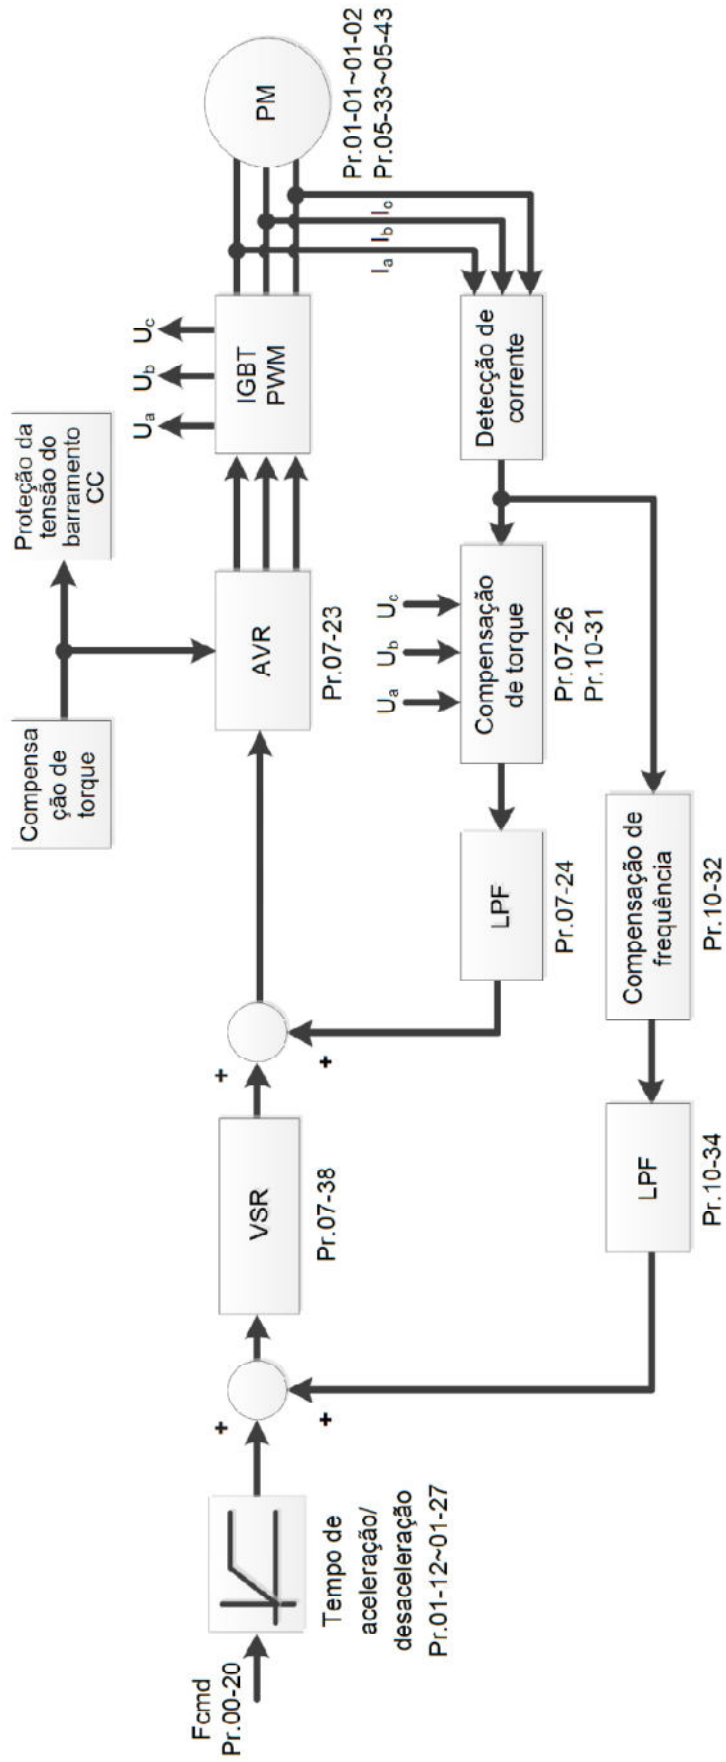 Fcmd
Pr.00-20
Tempo de
aceleração/
desaceleração
Pr.01-12~01-27
+
+
VSR
Pr.07-38
+
+
Compensa
ção de
torque
Proteção da
tensão do
barramento
CC
AVR
Pr.07-23
Ua Ub Uc
IGBT
PWM
PM
Pr.01-01~01-02
Pr.05-33~05-43
Ia Ib Ic
Detecção de
corrente
Ua Ub Uc
Compensação
de torque
Pr.07-26
Pr.10-31
LPF
Pr.07-24
Compensação de
frequência
Pr.10-32
LPF
Pr.10-34